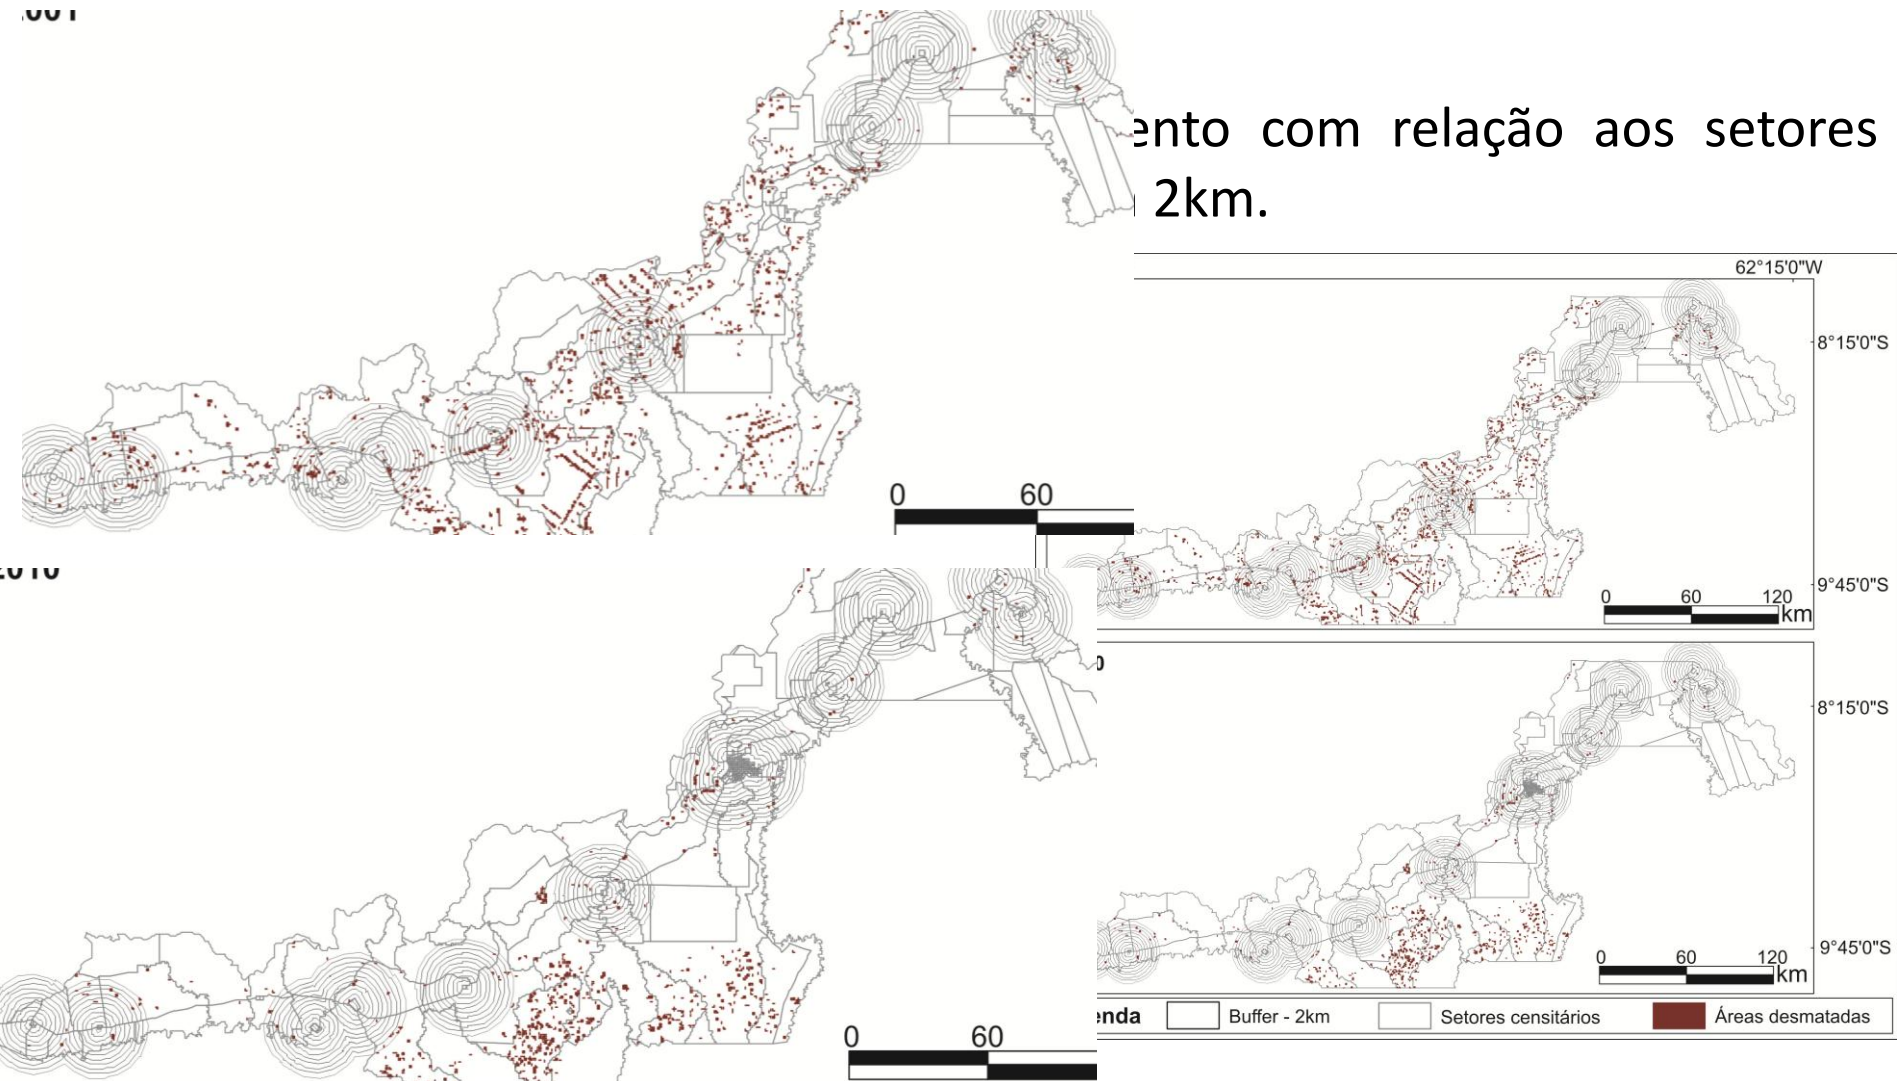 com relação aos setores
2km.
62°15'0"W
8°15'0"S
0 60
9°45'0"S
0 60 120
km
8°15'0"S
9°45'0"S
0 60 120
km
0 60
Buffer - 2km Setores censitários Áreas desmatadas